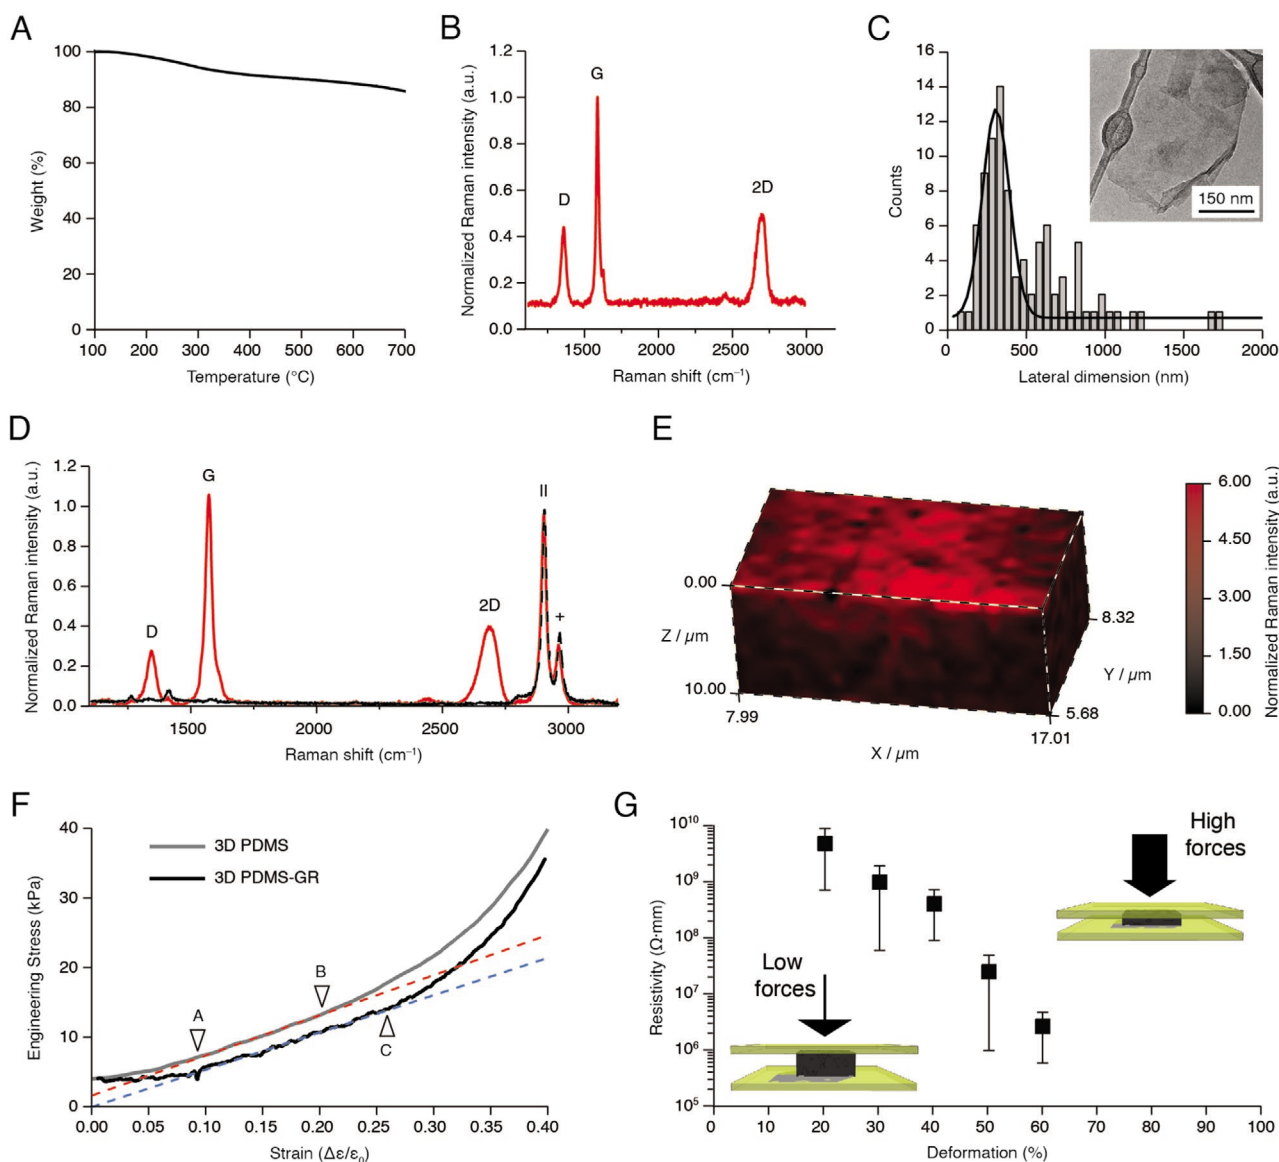 A
100
80
60
40
20
0
Weight (%)
100 200 300 400 500 600 700
Temperature (°C)
B
1.2
1.0
0.8
0.6
0.4
0.2
0.0
Normalized Raman intensity (a.u.)
G
D
2D
1500 2000 2500 3000
Raman shift (cm⁻¹)
C
16
14
12
10
8
6
4
2
0
Counts
150 nm
0 500 1000 1500 2000
Lateral dimension (nm)
D
1.2
1.0
0.8
0.6
0.4
0.2
0.0
Normalized Raman intensity (a.u.)
G
D
2D
II
+
1500 2000 2500 3000
Raman shift (cm⁻¹)
E
0.00
Z / µm
10.00
7.99
X / µm
17.01
5.68
Y / µm
8.32
6.00
4.50
3.00
1.50
0.00
Normalized Raman intensity (a.u.)
F
40
30
20
10
0
Engineering Stress (kPa)
3D PDMS
3D PDMS-GR
A
B
C
0.00 0.05 0.10 0.15 0.20 0.25 0.30 0.35 0.40
Strain (Δε/ε₀)
G
10¹⁰
10⁹
10⁸
10⁷
10⁶
10⁵
Resistivity (Ω·mm)
Low
forces
High
forces
0 10 20 30 40 50 60 70 80 90 100
Deformation (%)